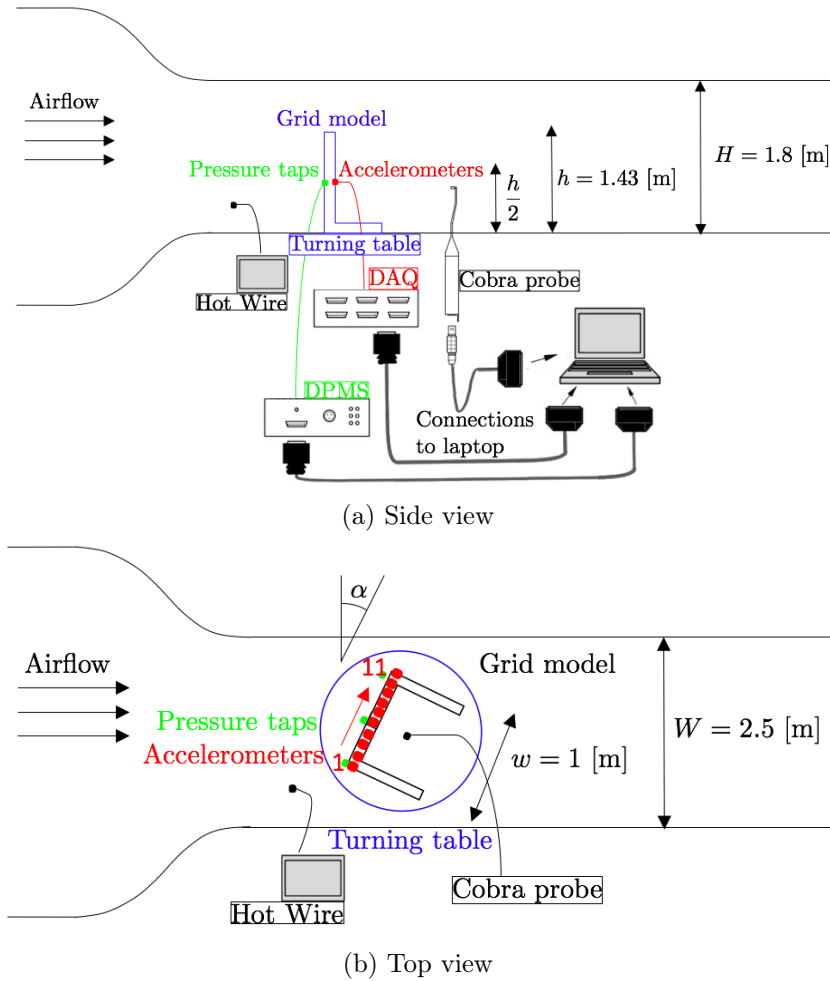 Airflow
Grid model
Pressure taps
Accelerometers
h/2
h = 1.43 [m]
H = 1.8 [m]
Turning table
Hot Wire
DAQ
Cobra probe
DPMS
Connections
to laptop
(a) Side view
α
Airflow
11
Grid model
Pressure taps
Accelerometers
1
w = 1 [m]
W = 2.5 [m]
Turning table
Hot Wire
Cobra probe
(b) Top view